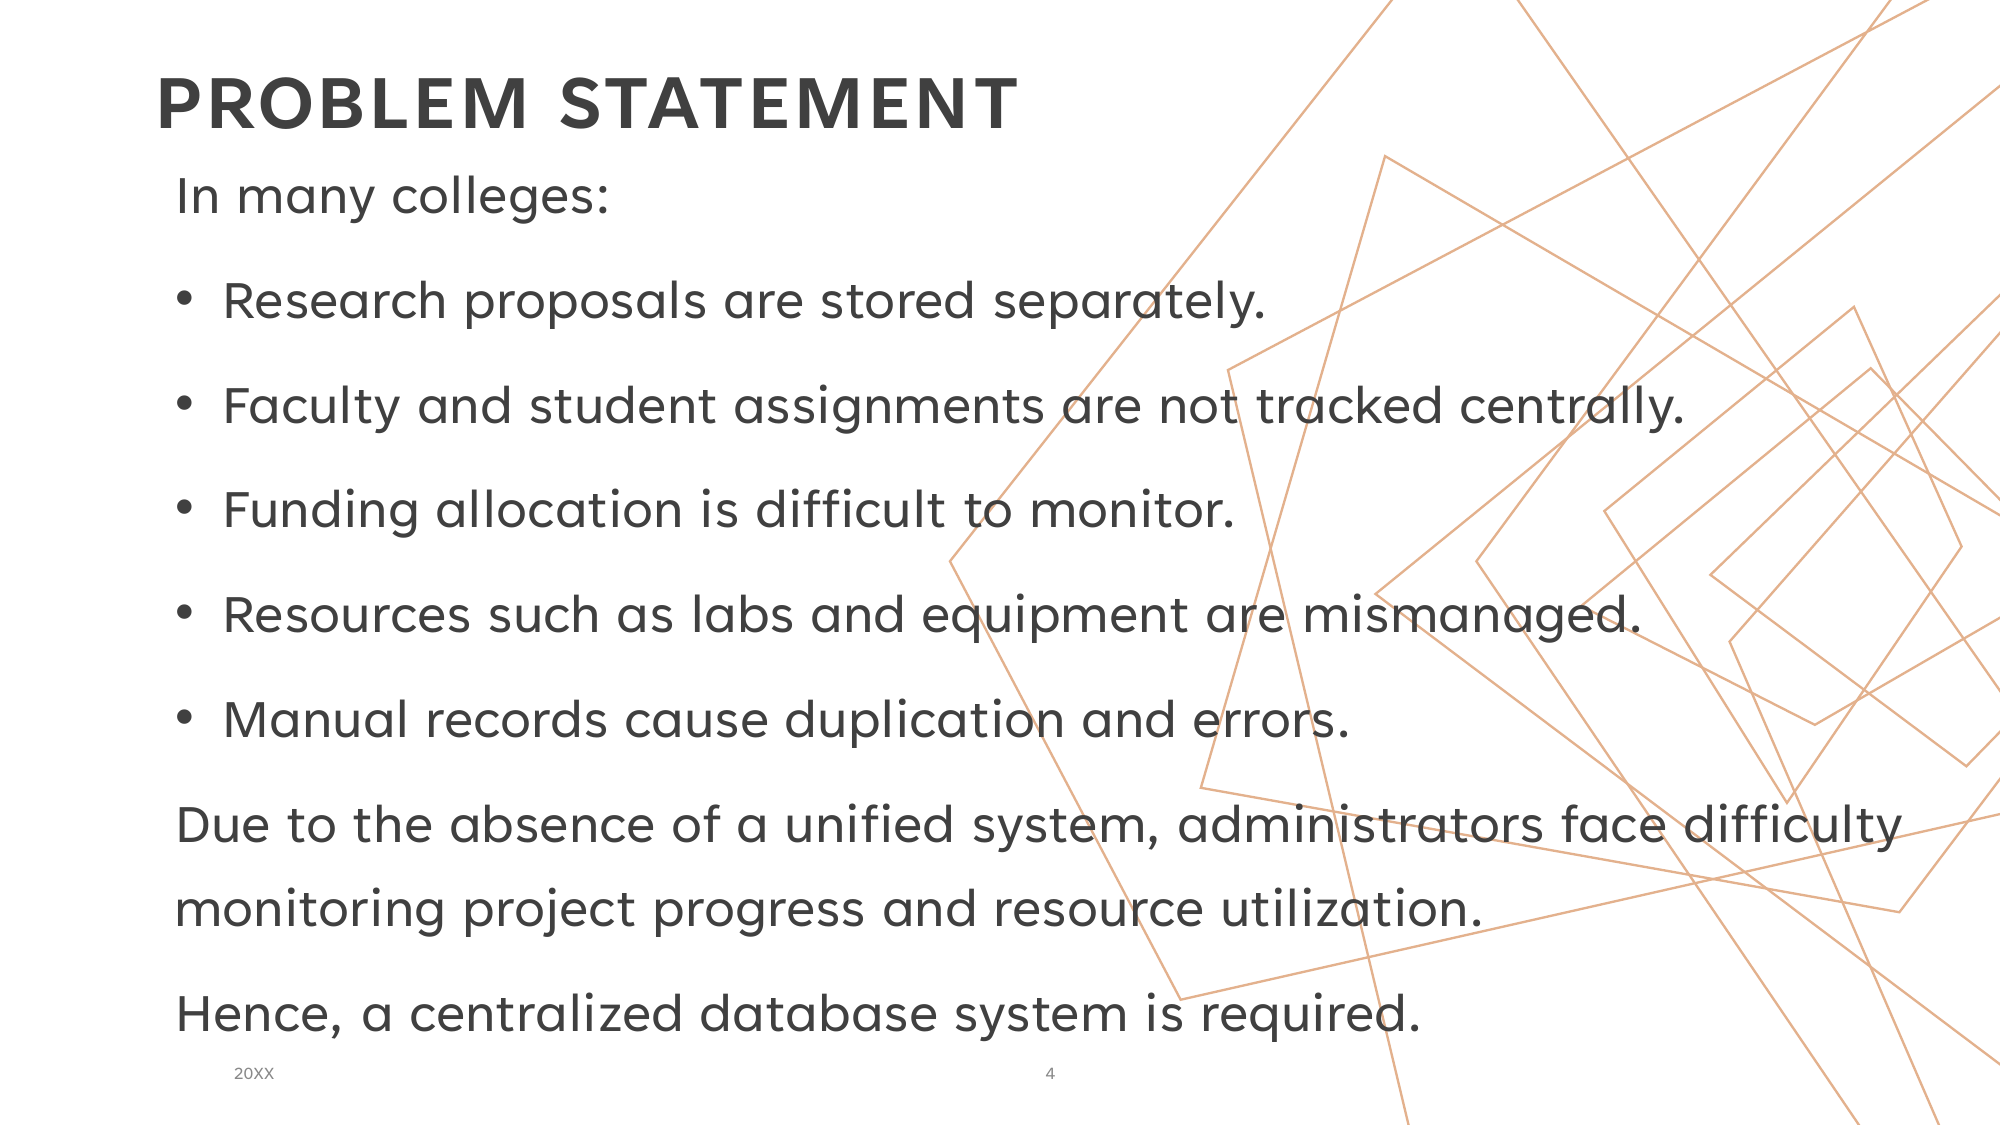 PROBLEM STATEMENT
In many colleges:
• Research proposals are stored separately.
• Faculty and student assignments are not tracked centrally.
• Funding allocation is difficult to monitor.
• Resources such as labs and equipment are mismanaged.
• Manual records cause duplication and errors.
Due to the absence of a unified system, administrators face difficulty
monitoring project progress and resource utilization.
Hence, a centralized database system is required.
20XX
4